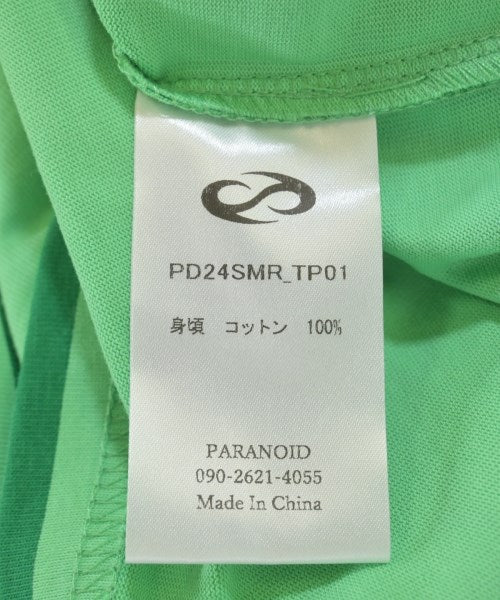 PD24SMR_TP01
身頃 コットン 100%
PARANOID
090-2621-4055
Made In China